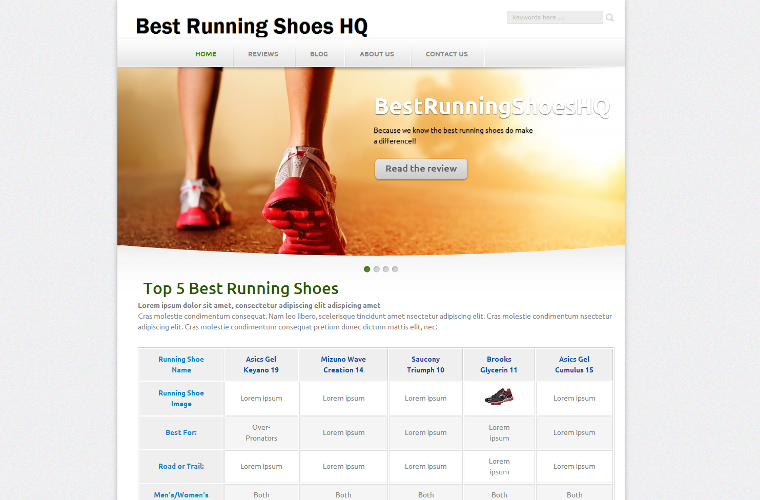 Best Running Shoes HQ
keywords here ...
HOME REVIEWS BLOG ABOUT US CONTACT US
BestRunningShoesHQ
Because we know the best running shoes do make
a difference!!
Read the review
Top 5 Best Running Shoes
Lorem ipsum dolor sit amet, consectetur adipiscing elit adispicing amet
Cras molestie condimentum consequat. Nam leo libero, scelerisque tincidunt amet nsectetur adipiscing elit. Cras molestie condimentum nsectetur
adipiscing elit. Cras molestie condimentum consequat pretium donec dictum mattis elit, nec!
Running Shoe Asics Gel Mizuno Wave Saucony Brooks Asics Gel
Name Keyano 19 Creation 14 Triumph 10 Glycerin 11 Cumulus 15
Running Shoe
Image
Lorem ipsum Lorem ipsum Lorem ipsum Lorem ipsum
Best For: Over-
Pronators Lorem ipsum Lorem ipsum Lorem
ipsum Lorem ipsum
Road or Trail: Lorem ipsum Lorem ipsum Lorem ipsum Lorem
ipsum Lorem ipsum
Men's/Women's Both Both Both Both Both